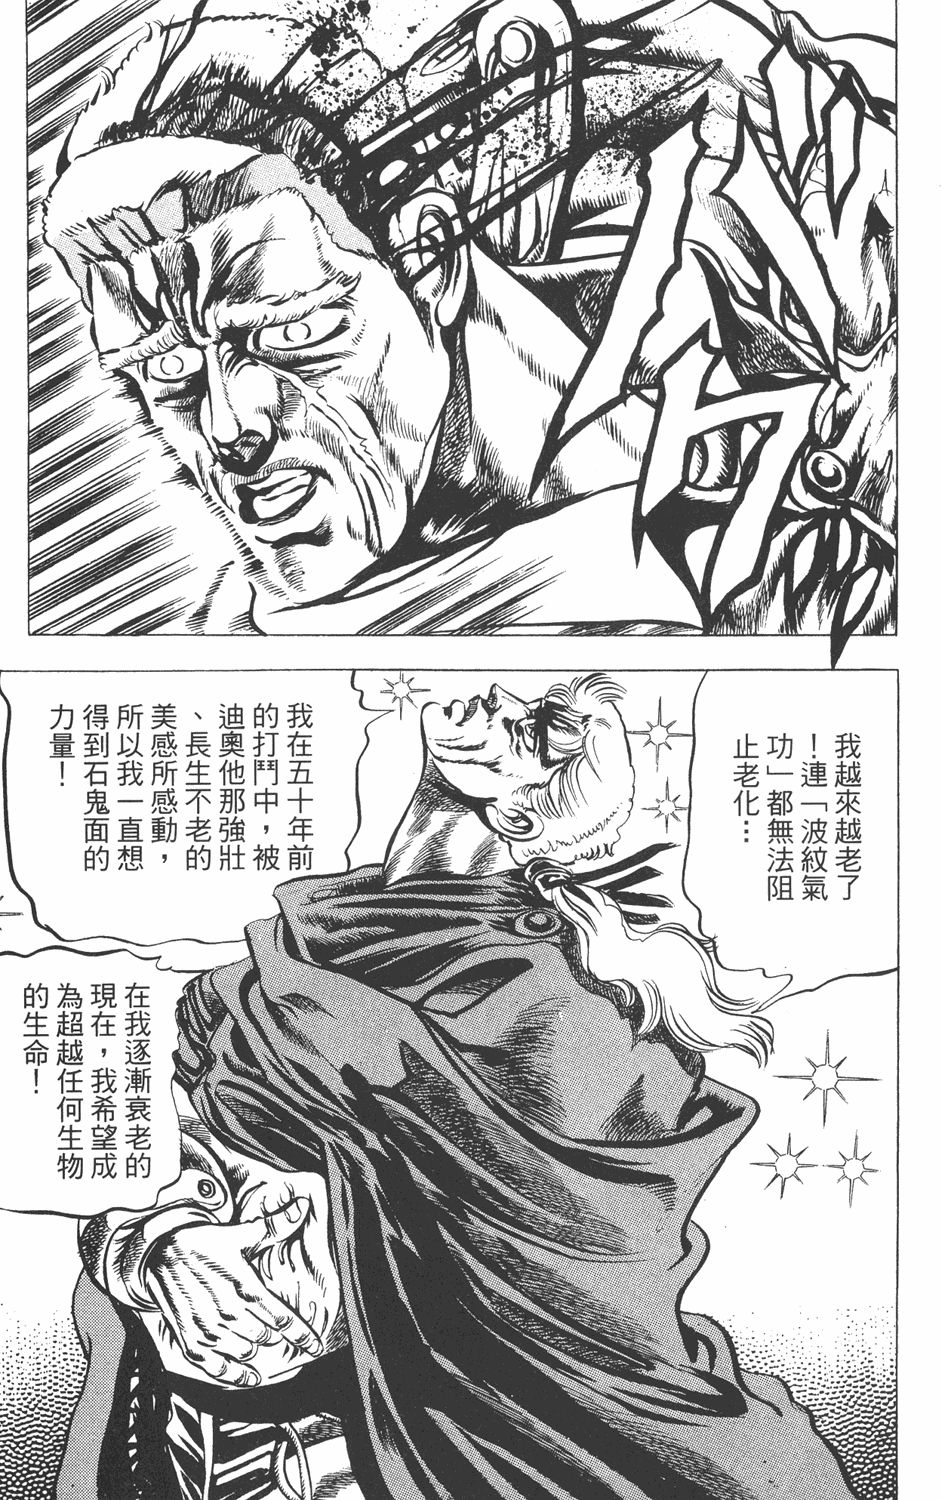 バグ
我越來越老了
！連「波紋氣
功」都無法阻
止老化…
我在五十年前
的打鬥中，被
迪奧他那強壯
、長生不老的
美感所感動，
所以我一直想
得到石鬼面的
力量！
在我逐漸衰老的
現在，我希望成
為超越任何生物
的生命！